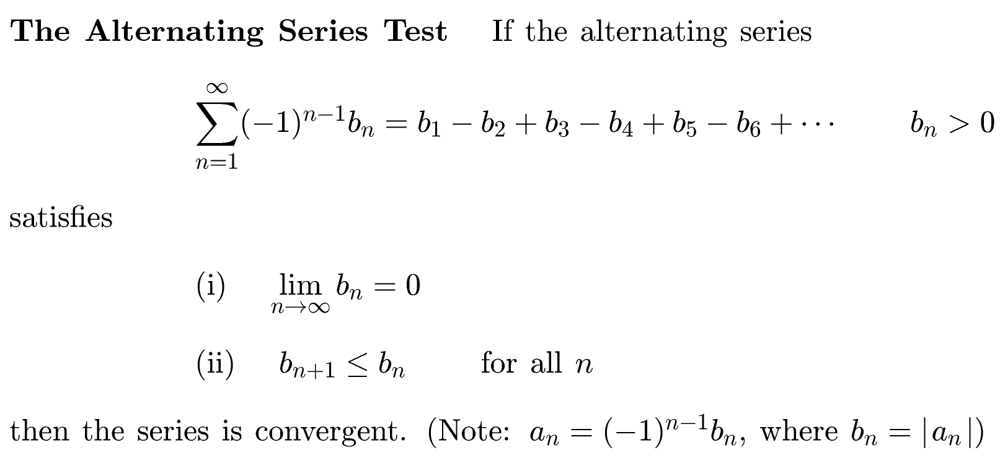 The Alternating Series Test If the alternating series
$\sum_{n=1}^{\infty} (-1)^{n-1} b_n = b_1 - b_2 + b_3 - b_4 + b_5 - b_6 + \cdots \qquad b_n > 0$
satisfies
(i) $\lim_{n \to \infty} b_n = 0$
(ii) $b_{n+1} \leq b_n$ for all $n$
then the series is convergent. (Note: $a_n = (-1)^{n-1} b_n$, where $b_n = |a_n|$)